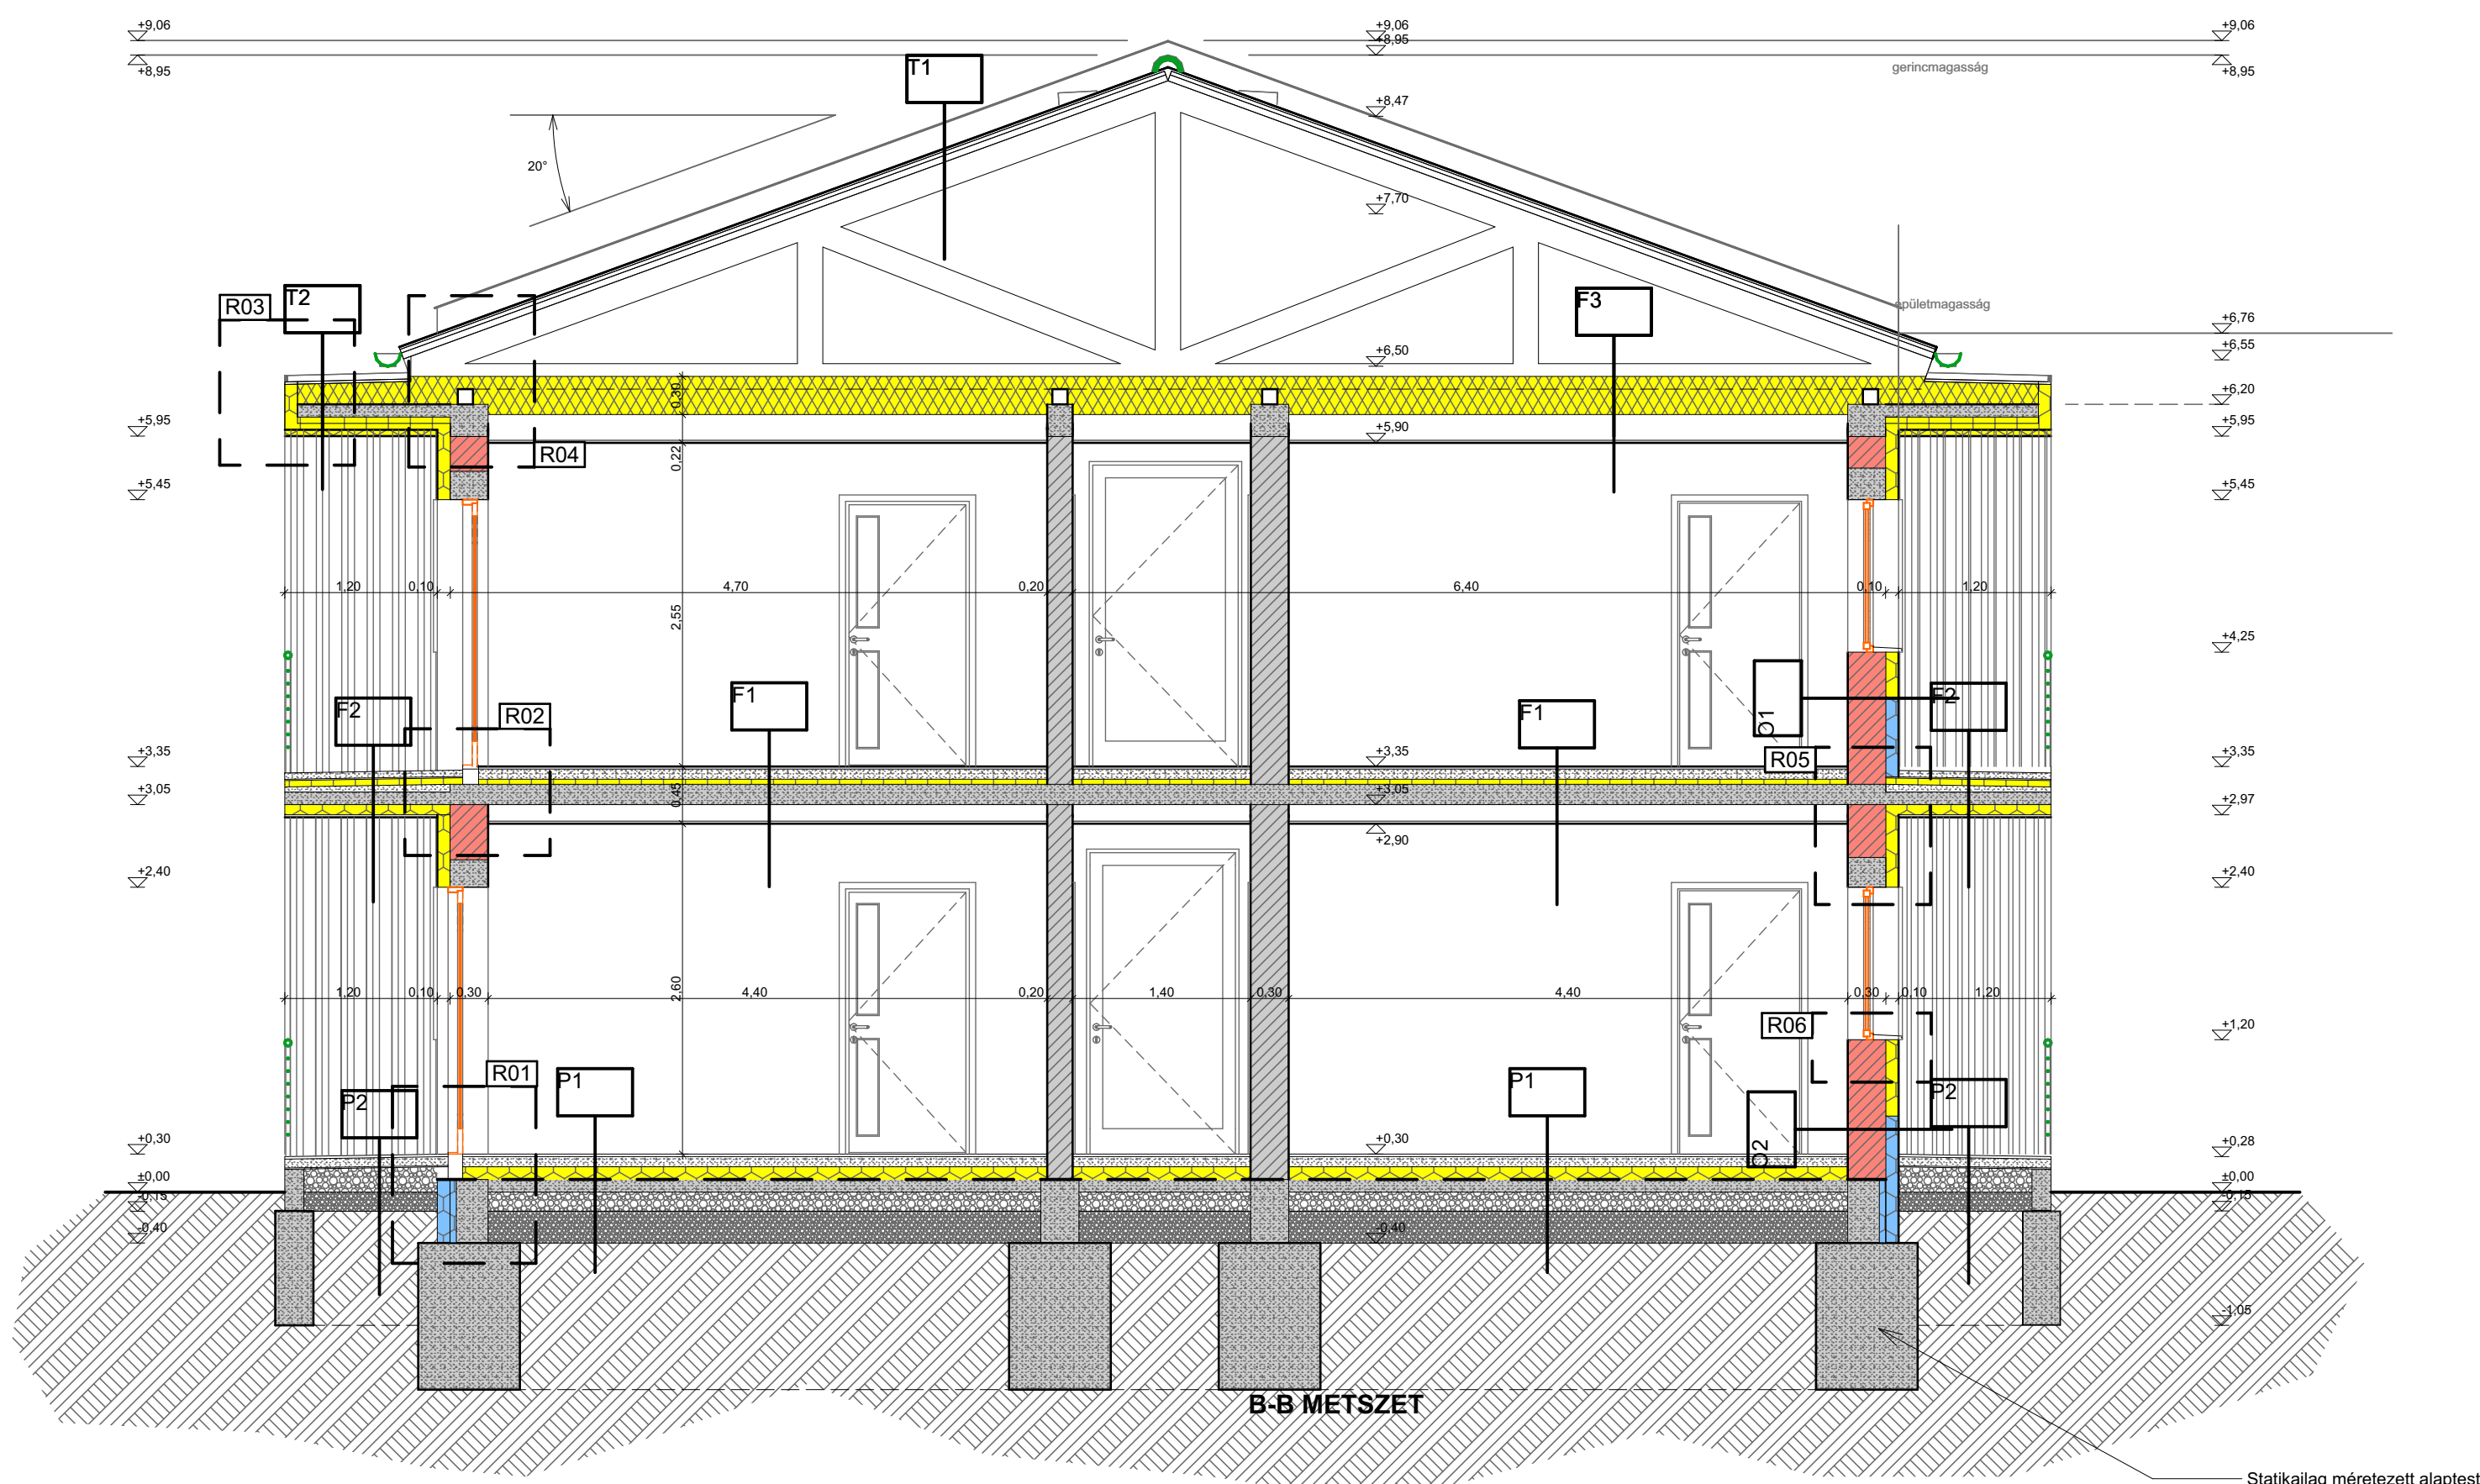 +9,06
+9,06
+9,06
+8,95
+8,95
+8,95
gerincmagasság
T1
+8,47
20°
+7,70
R03
T2
F3
épületmagasság
+6,76
+6,50
+6,55
0,30
+6,20
+5,95
+5,90
+5,95
R04
0,22
+5,45
+5,45
1,20
0,10
4,70
0,20
6,40
0,10
1,20
2,55
+4,25
F2
R02
F1
F1
O1
F2
+3,35
+3,35
R05
+3,35
+3,05
0,45
+3,05
+2,97
+2,90
+2,40
+2,40
1,20
0,10
0,30
2,60
4,40
0,20
1,40
0,30
4,40
0,30
0,10
1,20
R06
+1,20
R01
P1
P1
P2
P2
O2
+0,30
+0,30
+0,28
±0,00
±0,00
-0,15
-0,15
-0,40
-0,40
-1,05
B-B METSZET
Statikailag méretezett alaptest